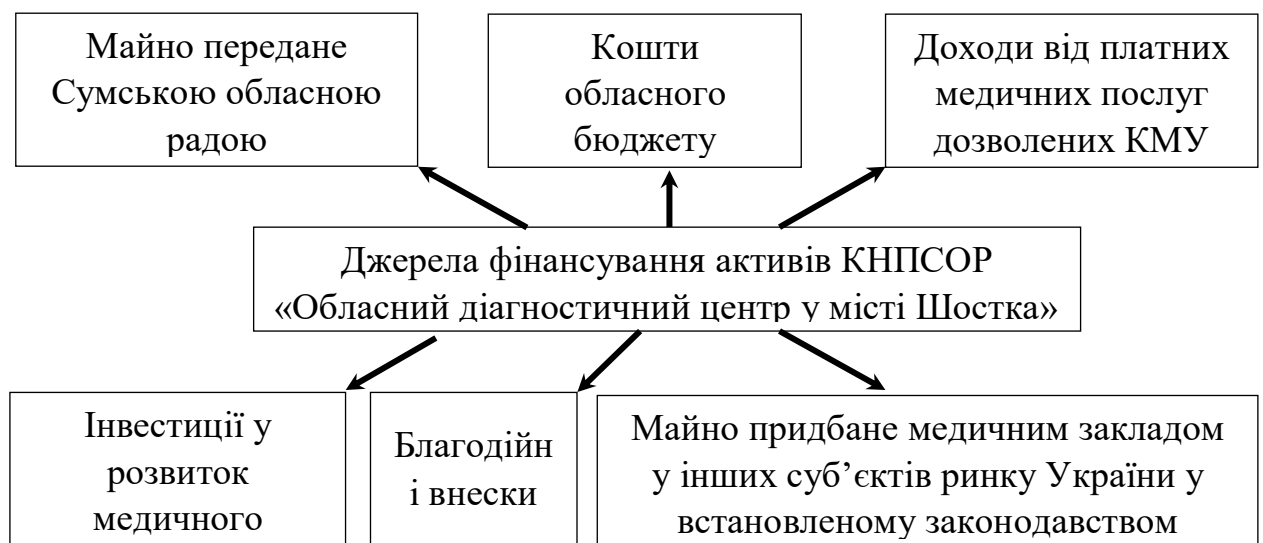 Майно передане
Сумською обласною
радою
Кошти
обласного
бюджету
Доходи від платних
медичних послуг
дозволених КМУ
Джерела фінансування активів КНПСОР
«Обласний діагностичний центр у місті Шостка»
Інвестиції у
розвиток
медичного
Благодійн
і внески
Майно придбане медичним закладом
у інших суб’єктів ринку України у
встановленому законодавством